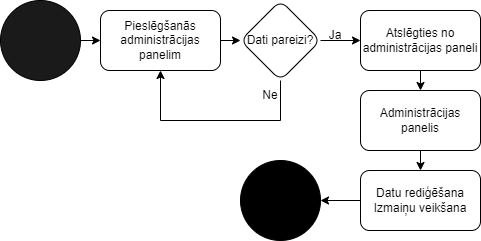 Pieslēgšanās
administrācijas
panelim
Dati pareizi?
Ja
Ne
Atslēgties no
administrācijas paneli
Administrācijas
panelis
Datu rediģēšana
Izmaiņu veikšana